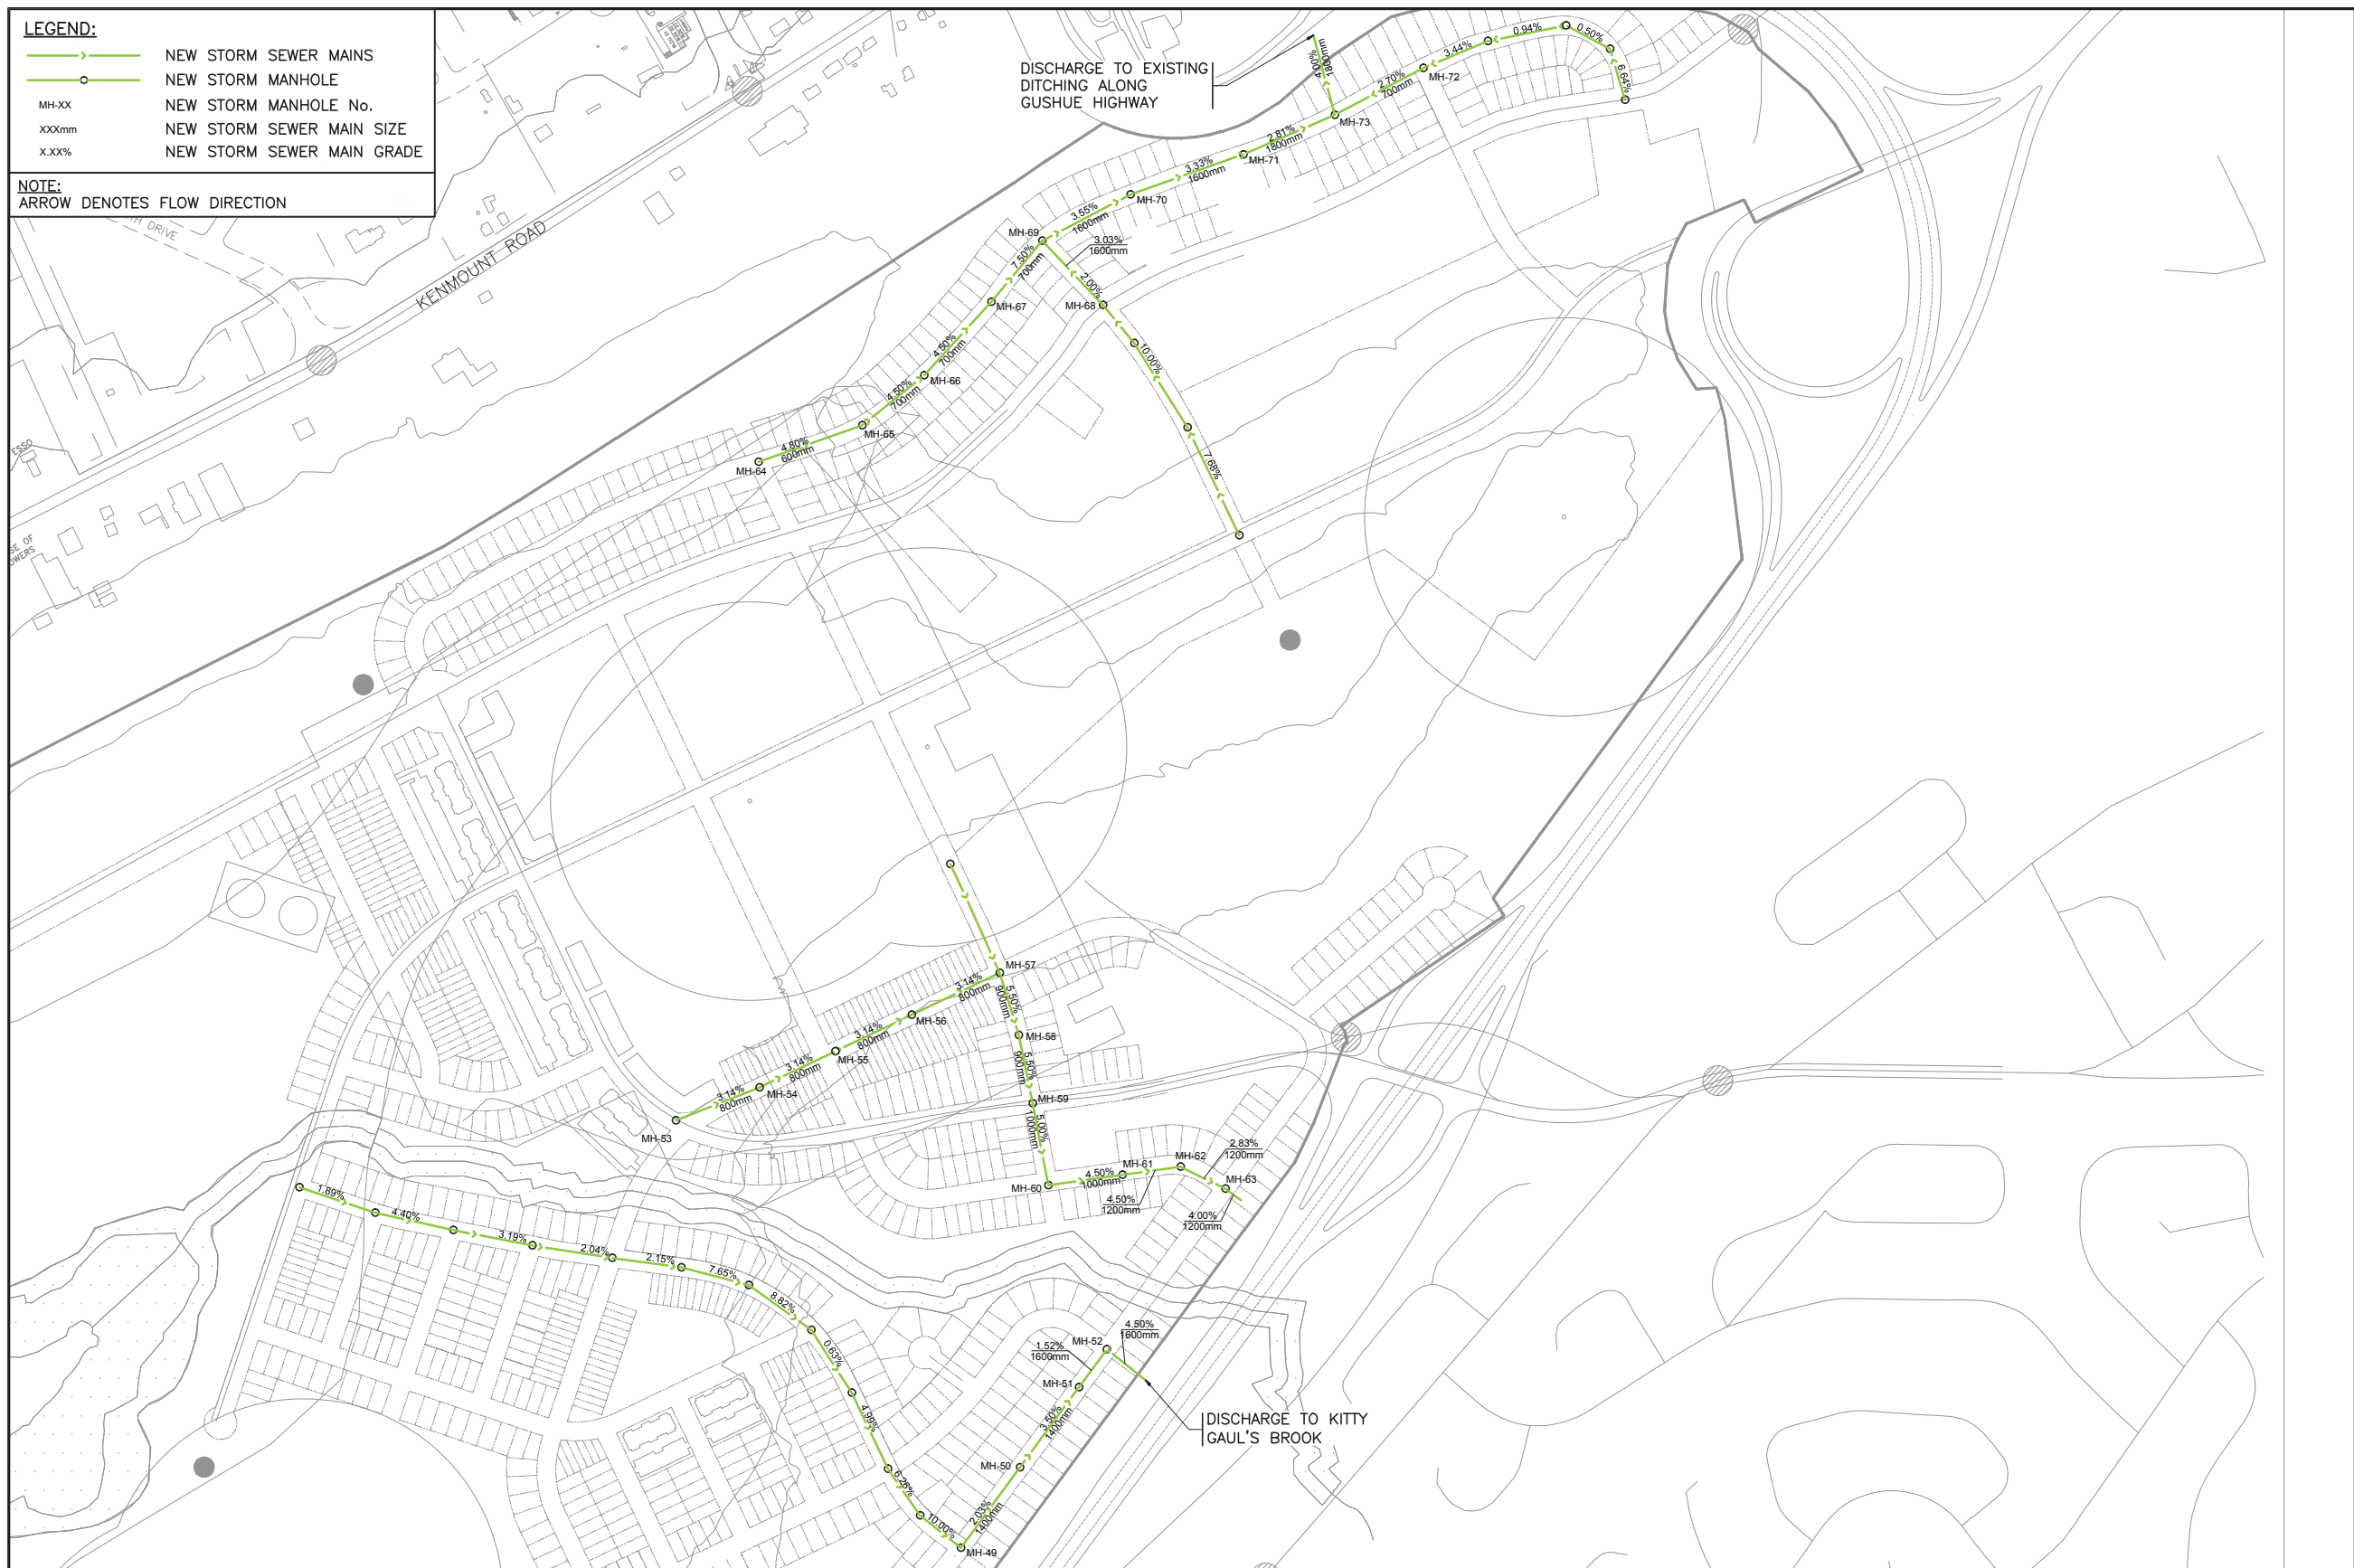 LEGEND:
NEW STORM SEWER MAINS
NEW STORM MANHOLE
MH-XX NEW STORM MANHOLE No.
XXXmm NEW STORM SEWER MAIN SIZE
X.XX% NEW STORM SEWER MAIN GRADE
NOTE:
ARROW DENOTES FLOW DIRECTION
DRIVE
KENMOUNT ROAD
ESSO
SE OF
OWERS
DISCHARGE TO EXISTING
DITCHING ALONG
GUSHUE HIGHWAY
4.00%
1800mm
0.94%
0.50%
6.64%
3.44%
MH-72
2.70%
700mm
MH-73
2.81%
1800mm
MH-71
3.33%
1600mm
MH-70
3.55%
1600mm
MH-69
3.03%
1600mm
7.50%
700mm
2.00%
MH-68
MH-67
10.00%
4.50%
700mm
MH-66
4.50%
700mm
MH-65
4.80%
600mm
MH-64
7.68%
MH-57
3.14%
800mm
MH-56
5.50%
900mm
MH-58
3.14%
800mm
MH-55
5.50%
900mm
3.14%
800mm
MH-54
MH-59
3.14%
800mm
MH-53
5.00%
1000mm
MH-60
4.50%
1000mm
MH-61
MH-62
2.83%
1200mm
MH-63
4.50%
1200mm
4.00%
1200mm
1.89%
4.40%
3.19%
2.04%
2.15%
7.65%
8.82%
0.63%
4.99%
6.26%
10.00%
MH-49
2.03%
1400mm
MH-50
3.50%
1400mm
MH-51
1.52%
1600mm
MH-52
4.50%
1600mm
DISCHARGE TO KITTY
GAUL'S BROOK